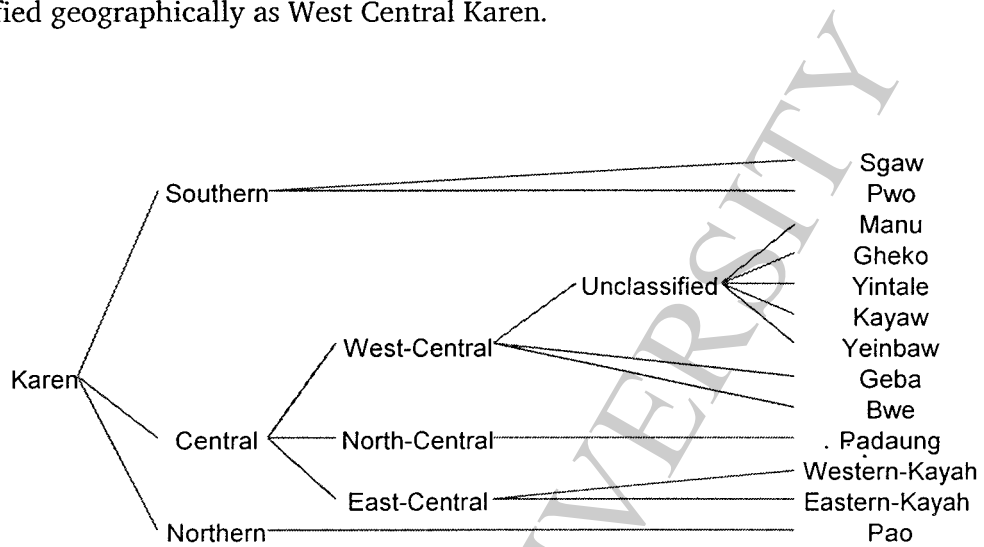 fied geographically as West Central Karen.
Sgaw
Southern
Pwo
Manu
Gheko
Unclassified
Yintale
Kayaw
West-Central
Yeinbaw
Karen
Geba
Bwe
Central
North-Central
Padaung
Western-Kayah
East-Central
Eastern-Kayah
Northern
Pao
VERSITY